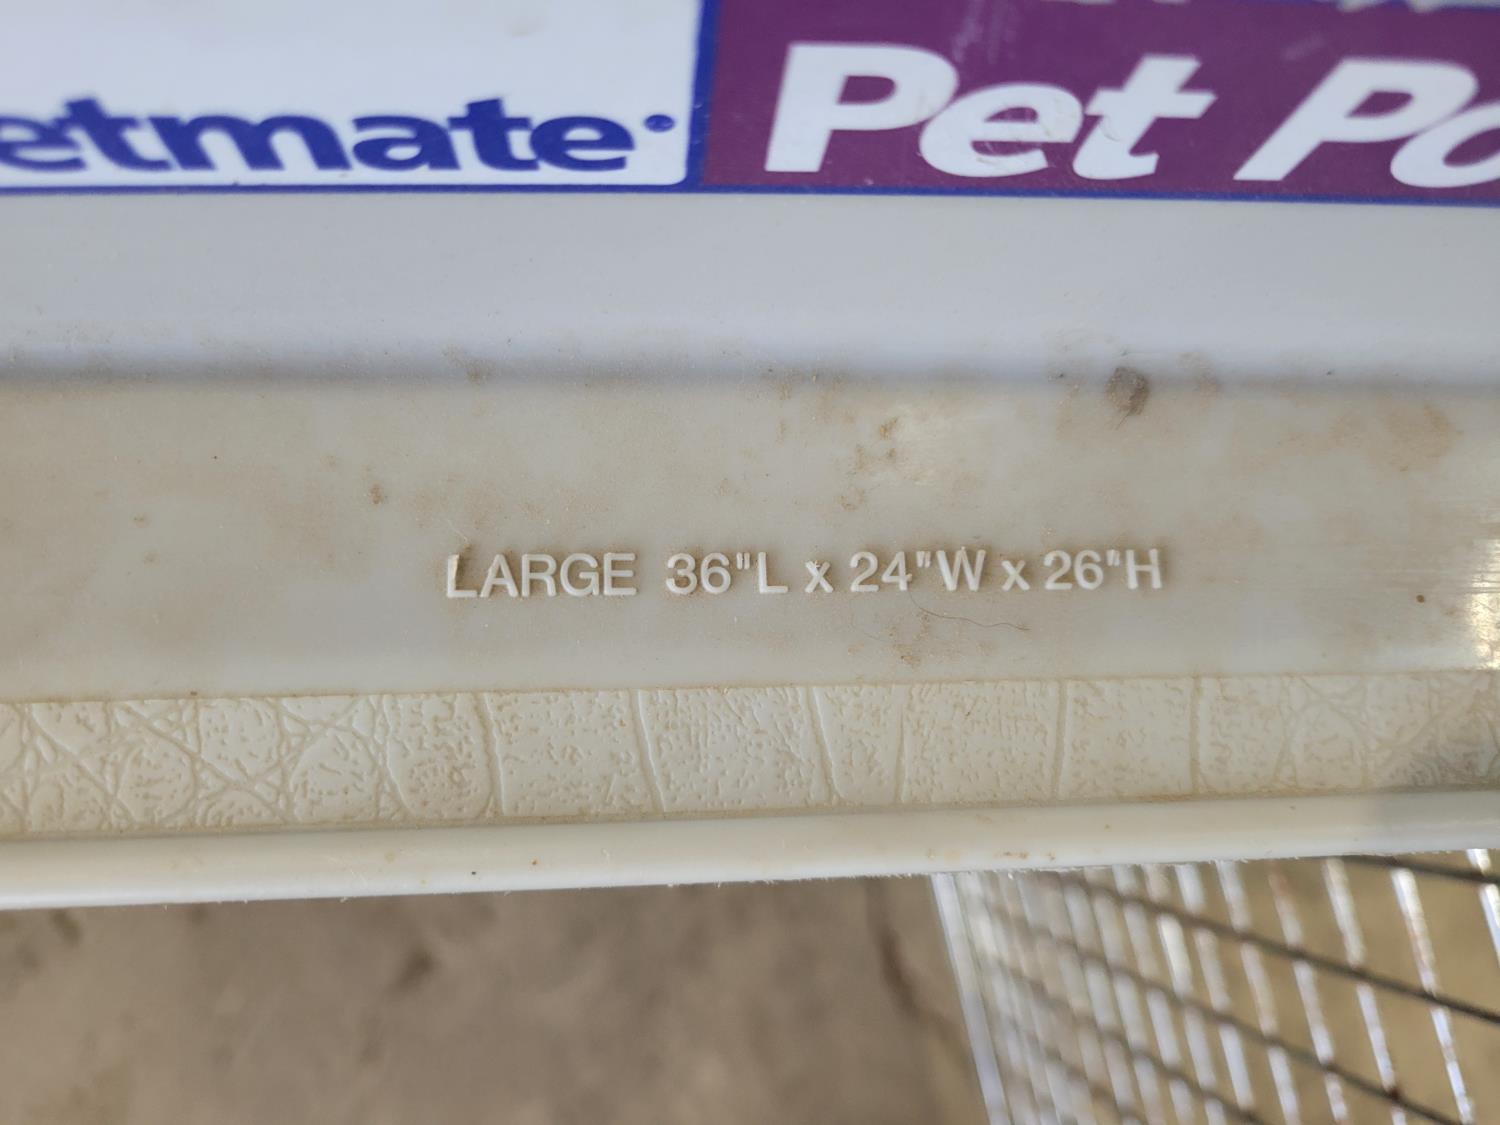 etmate®
Pet Po
LARGE 36"L x 24"W x 26"H